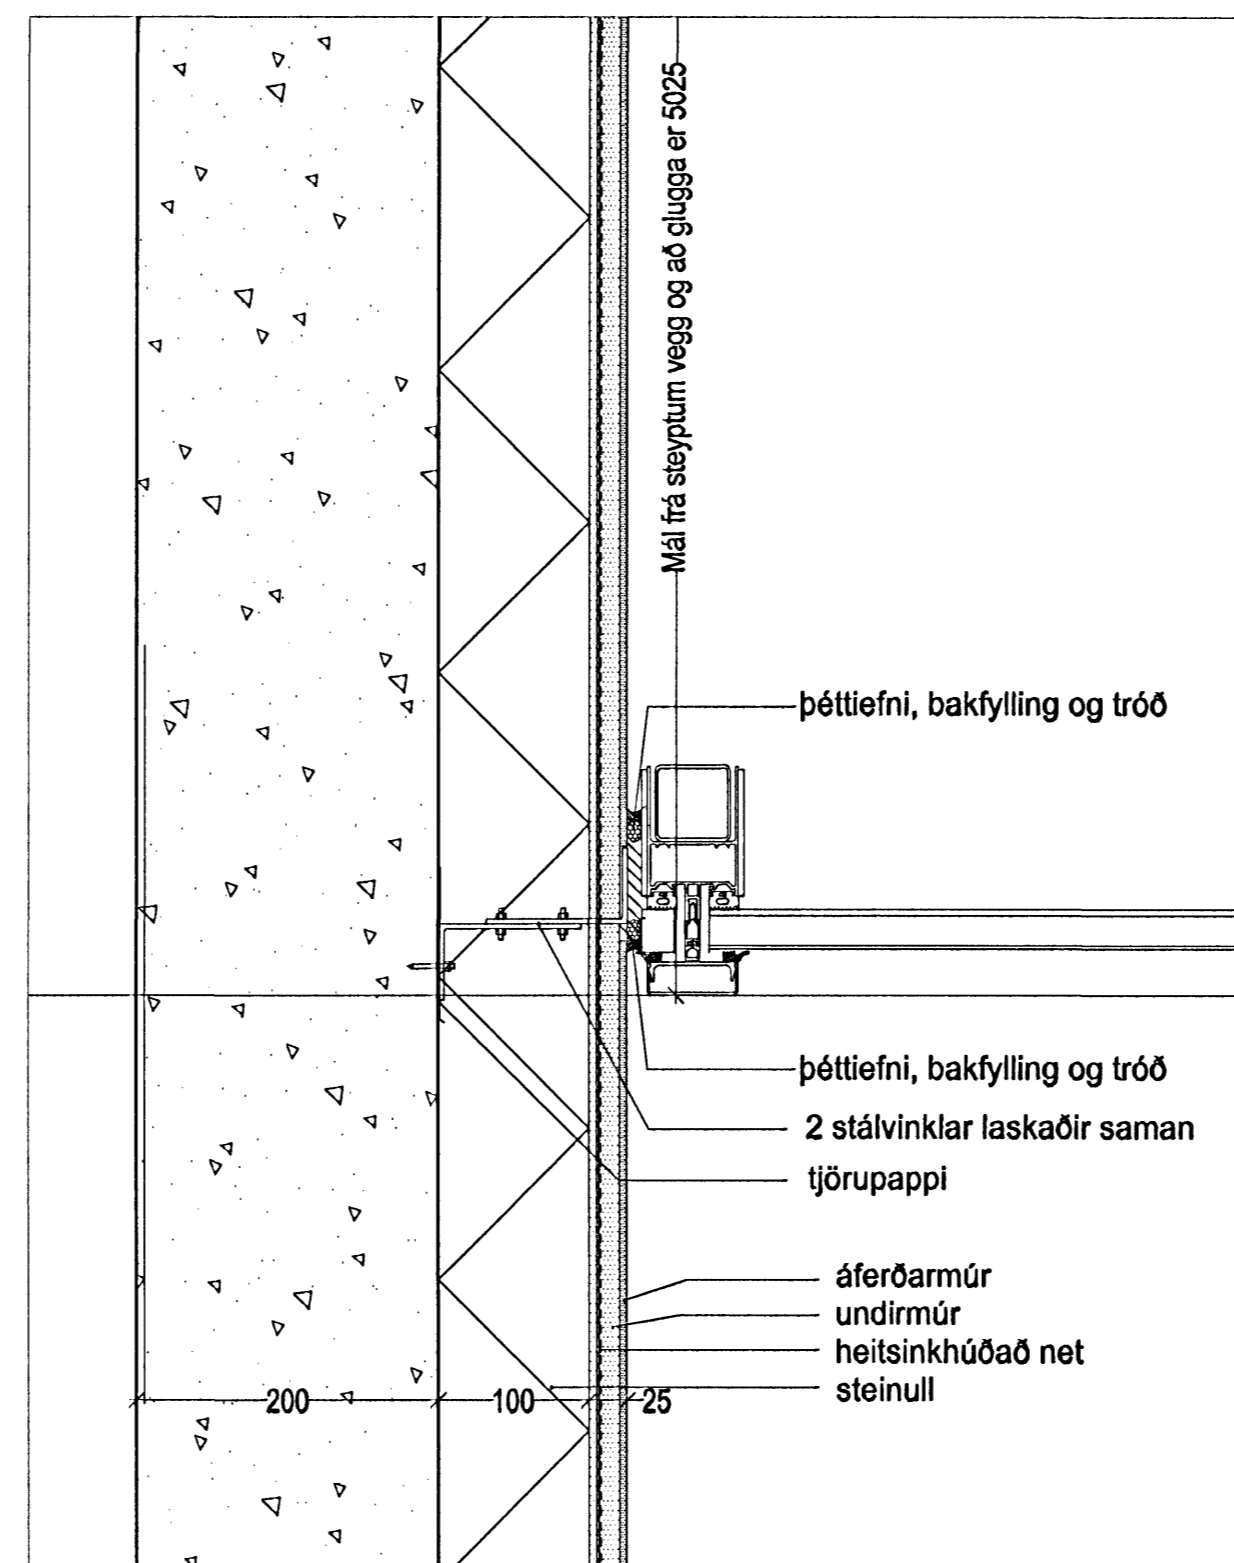 Mál frá steyptum vegg og að glugga er 5025
þéttiefni, bakfylling og tróð
þéttiefni, bakfylling og tróð
2 stálvinklar laskaðir saman
tjörupappi
áferðarmúr
undirmúr
heitsinkhúðað net
steinull
200
100
25